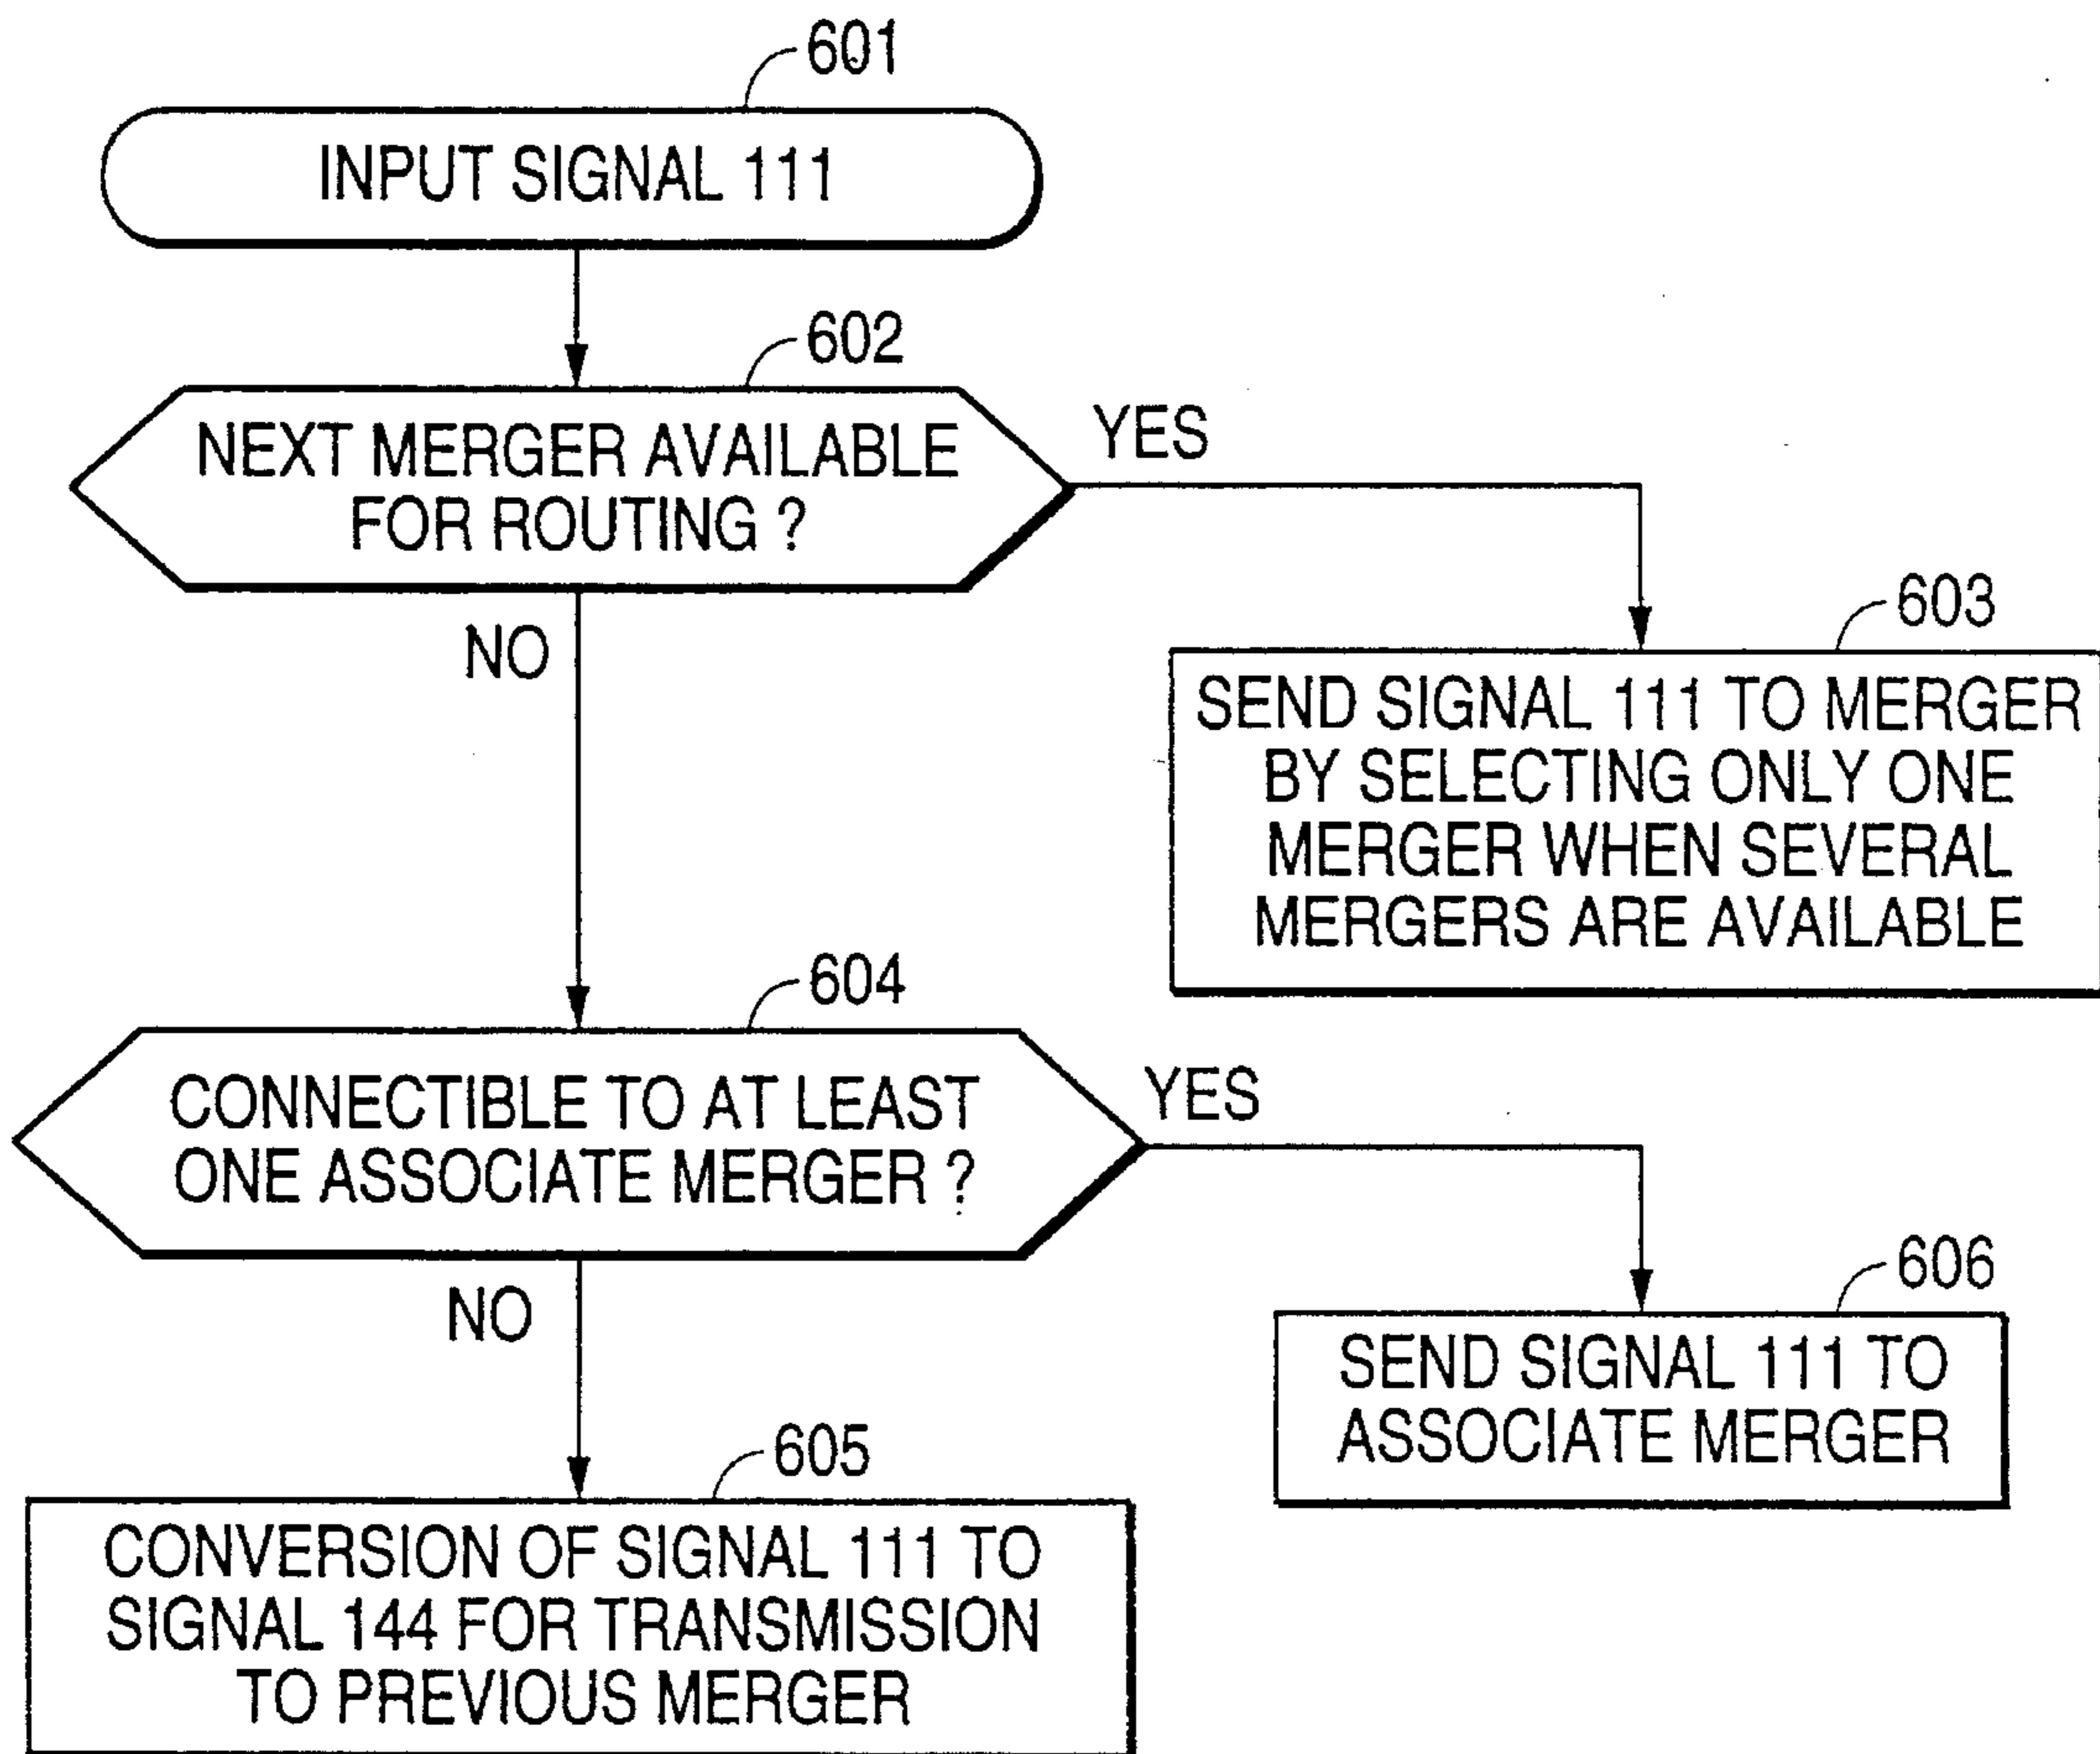 601
INPUT SIGNAL 111
602
NEXT MERGER AVAILABLE
FOR ROUTING ?
YES
NO
603
SEND SIGNAL 111 TO MERGER
BY SELECTING ONLY ONE
MERGER WHEN SEVERAL
MERGERS ARE AVAILABLE
604
CONNECTIBLE TO AT LEAST
ONE ASSOCIATE MERGER ?
YES
NO
606
SEND SIGNAL 111 TO
ASSOCIATE MERGER
605
CONVERSION OF SIGNAL 111 TO
SIGNAL 144 FOR TRANSMISSION
TO PREVIOUS MERGER